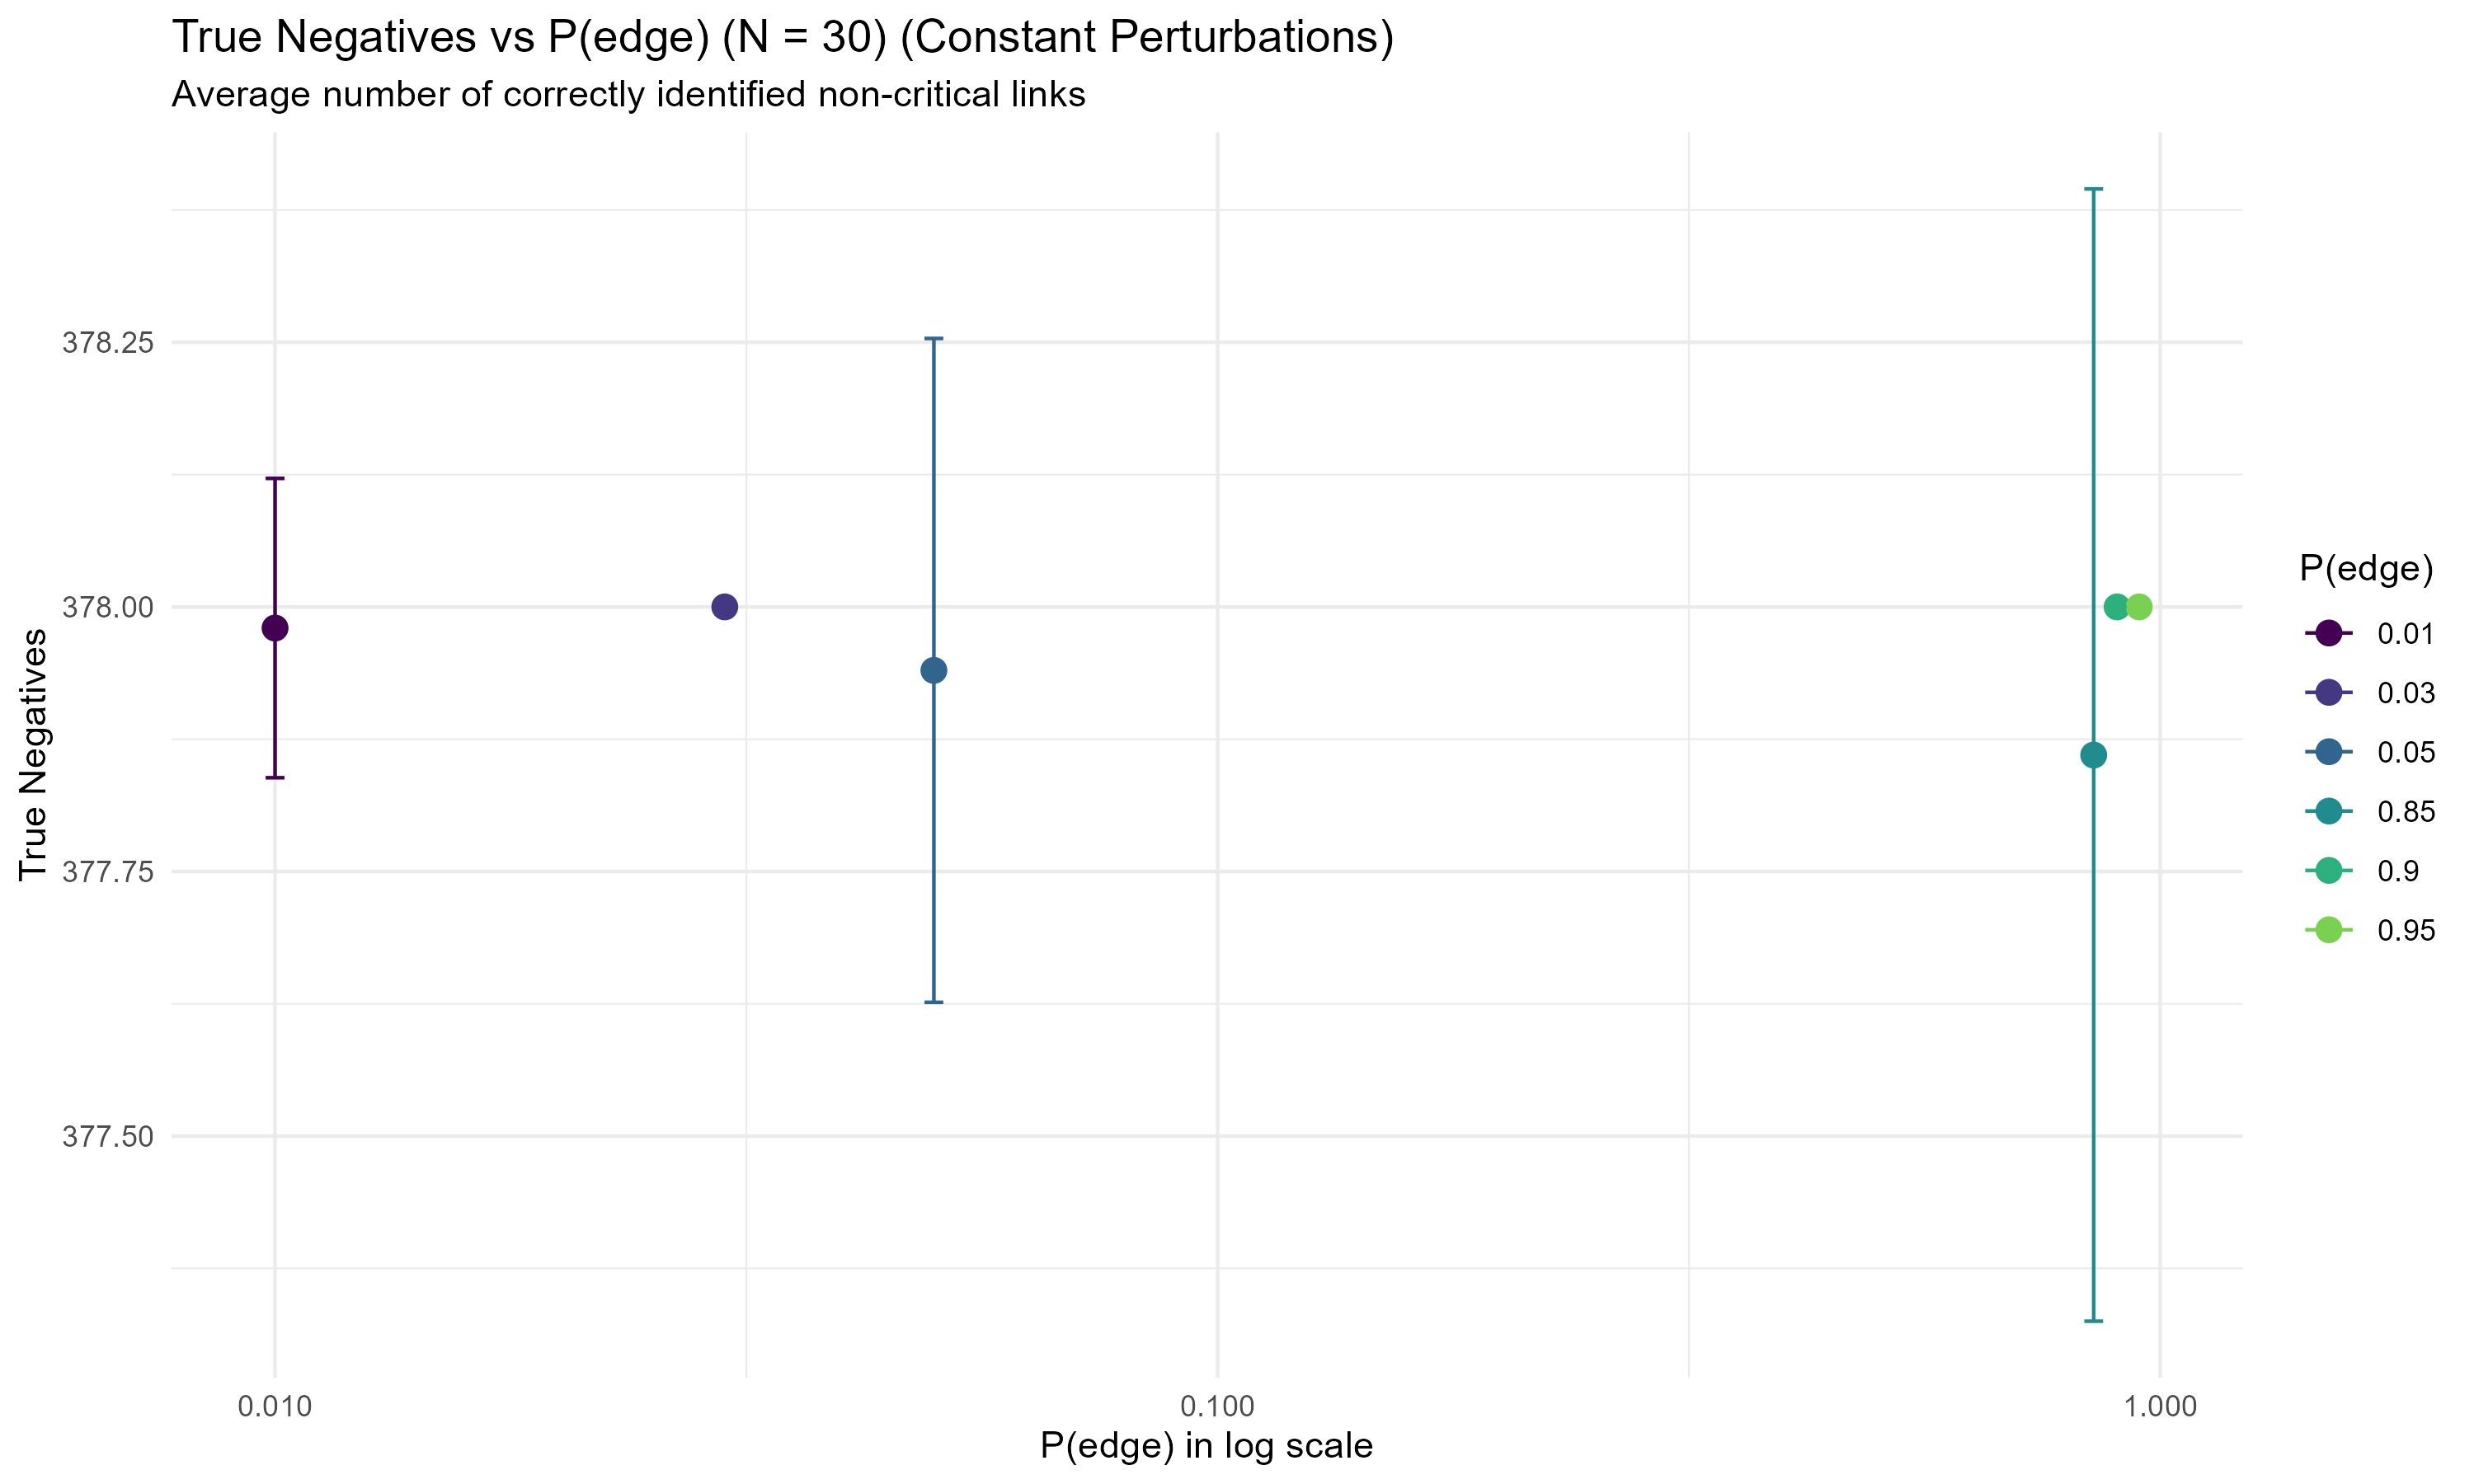 True Negatives vs P(edge) (N = 30) (Constant Perturbations)
Average number of correctly identified non-critical links
True Negatives
378.25
378.00
377.75
377.50
0.010
0.100
1.000
P(edge) in log scale
P(edge)
0.01
0.03
0.05
0.85
0.9
0.95